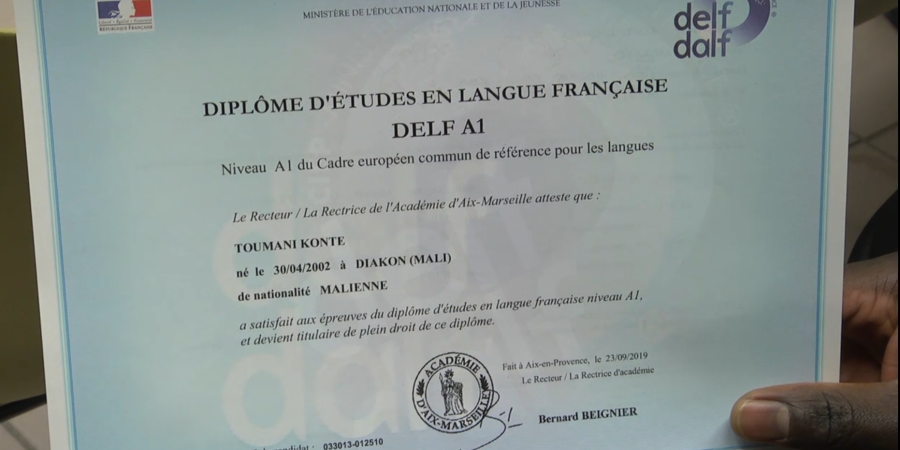 MINISTÈRE DE L'ÉDUCATION NATIONALE ET DE LA JEUNESSE
RÉPUBLIQUE FRANÇAISE
delf
dalf
DIPLÔME D'ÉTUDES EN LANGUE FRANÇAISE
DELF A1
Niveau A1 du Cadre européen commun de référence pour les langues
Le Recteur / La Rectrice de l'Académie d'Aix-Marseille atteste que :
TOUMANI KONTE
né le 30/04/2002 à DIAKON (MALI)
de nationalité MALIENNE
a satisfait aux épreuves du diplôme d'études en langue française niveau A1,
et devient titulaire de plein droit de ce diplôme.
Fait à Aix-en-Provence, le 23/09/2019
Le Recteur / La Rectrice d'académie
ACADÉMIE
D'AIX-MARSEILLE
Bernard BEIGNIER
033013-012510